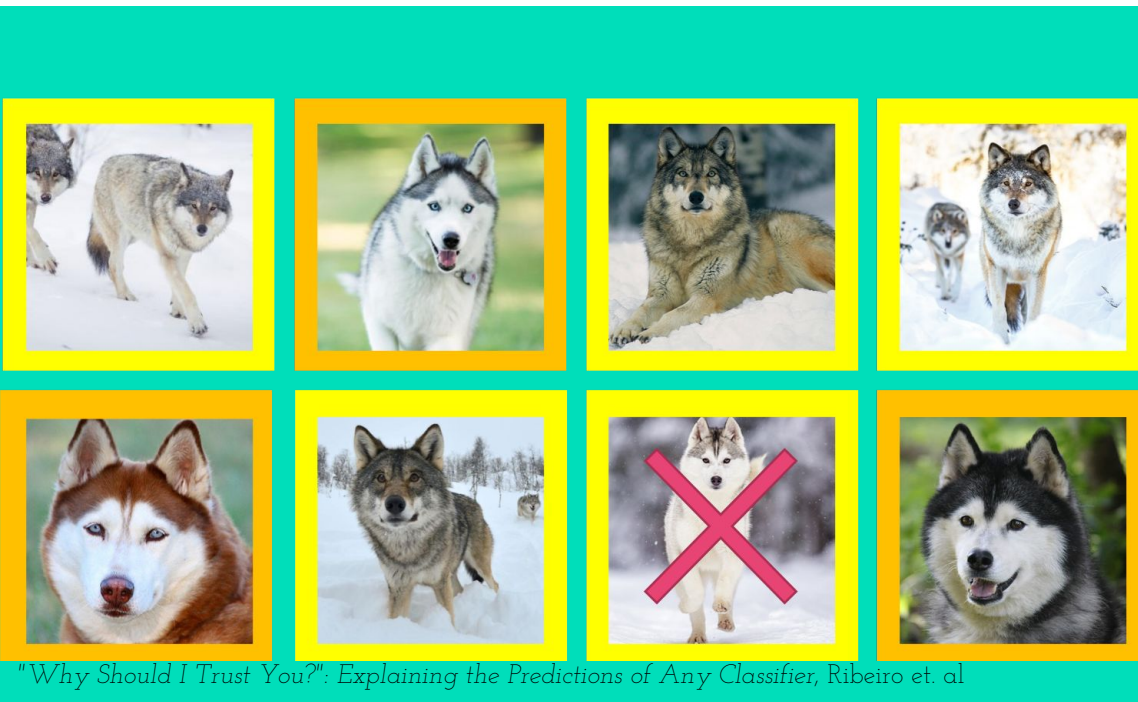 "Why Should I Trust You?": Explaining the Predictions of Any Classifier, Ribeiro et. al